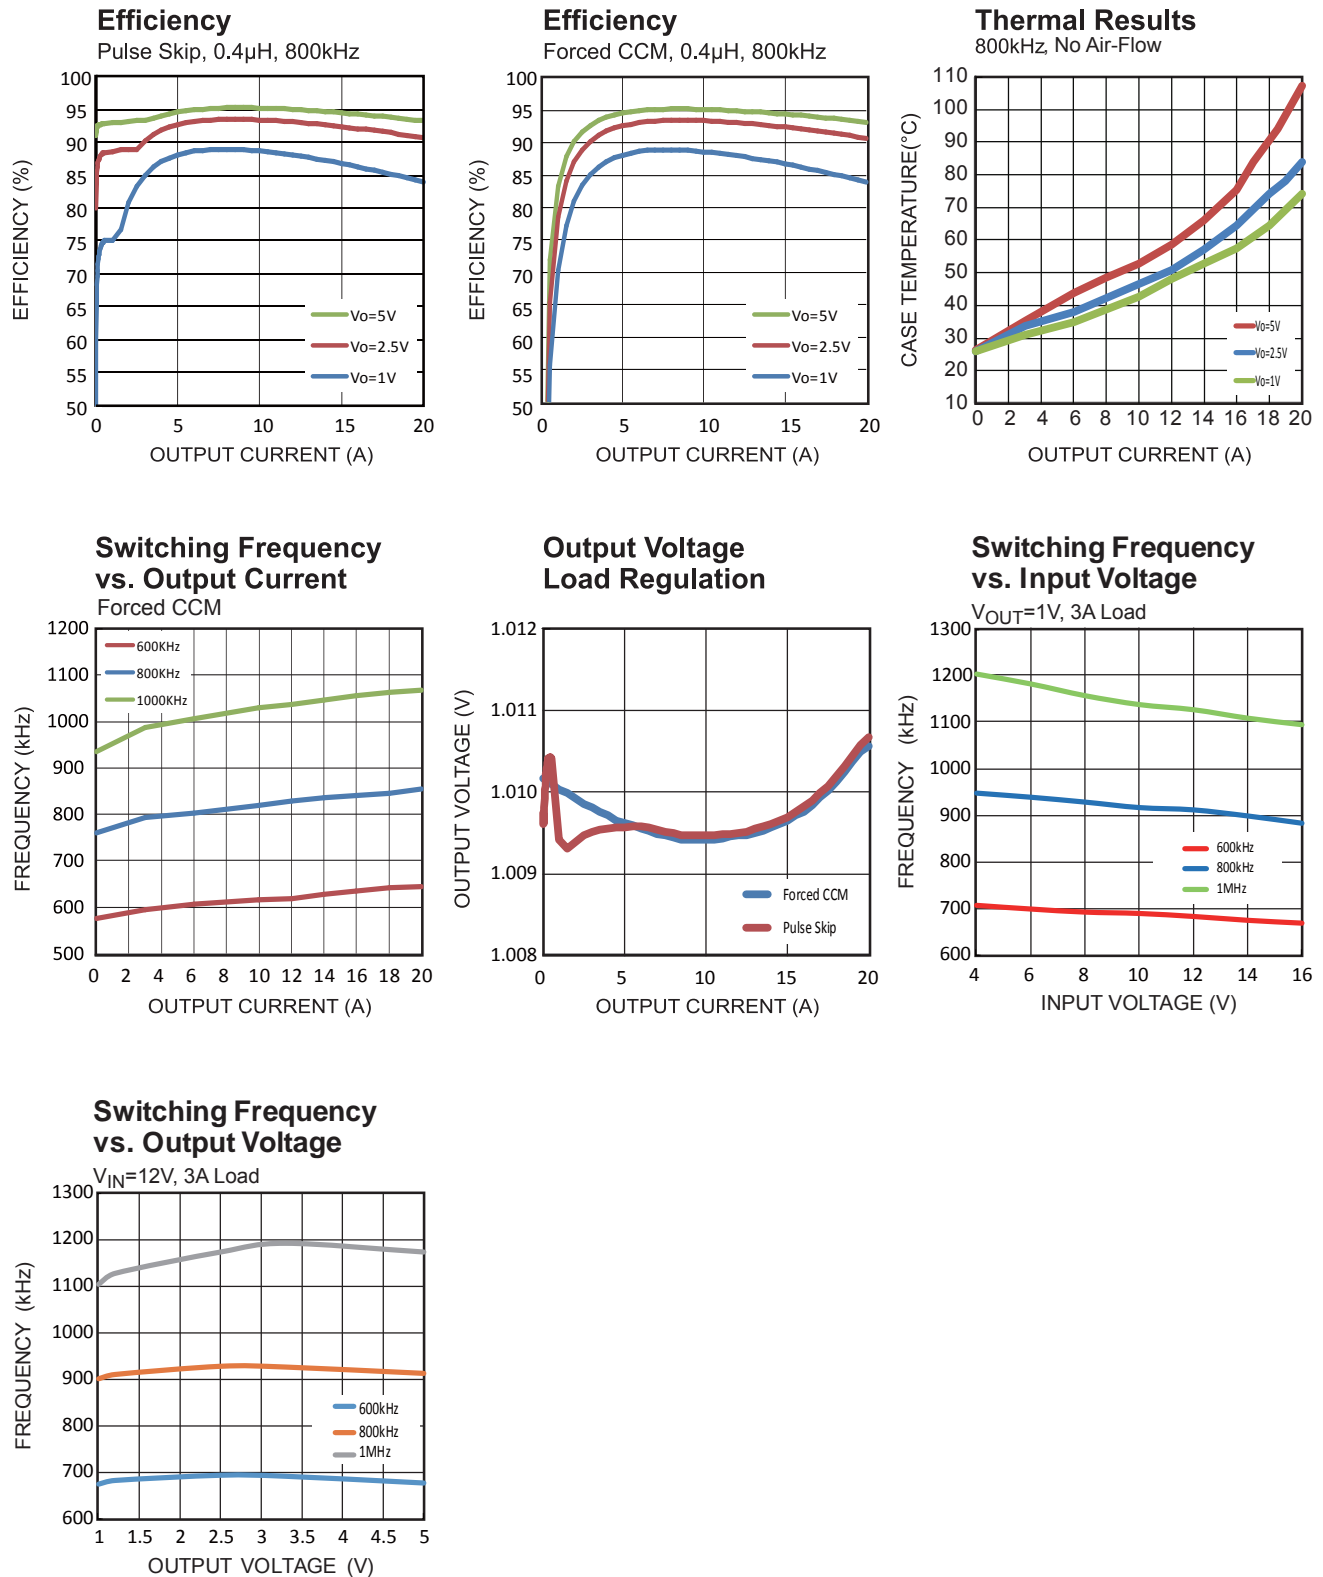 Efficiency
Pulse Skip, 0.4µH, 800kHz
EFFICIENCY (%)
100
95
90
85
80
75
70
65
60
55
50
Vo=5V
Vo=2.5V
Vo=1V
0 5 10 15 20
OUTPUT CURRENT (A)
Efficiency
Forced CCM, 0.4µH, 800kHz
EFFICIENCY (%)
100
95
90
85
80
75
70
65
60
55
50
Vo=5V
Vo=2.5V
Vo=1V
0 5 10 15 20
OUTPUT CURRENT (A)
Thermal Results
800kHz, No Air-Flow
CASE TEMPERATURE(°C)
110
100
90
80
70
60
50
40
30
20
10
Vo=5V
Vo=2.5V
Vo=1V
0 2 4 6 8 10 12 14 16 18 20
OUTPUT CURRENT (A)
Switching Frequency
vs. Output Current
Forced CCM
FREQUENCY (kHz)
1200
1100
1000
900
800
700
600
500
600KHz
800KHz
1000KHz
0 2 4 6 8 10 12 14 16 18 20
OUTPUT CURRENT (A)
Output Voltage
Load Regulation
OUTPUT VOLTAGE (V)
1.012
1.011
1.010
1.009
1.008
Forced CCM
Pulse Skip
0 5 10 15 20
OUTPUT CURRENT (A)
Switching Frequency
vs. Input Voltage
VOUT=1V, 3A Load
FREQUENCY (kHz)
1300
1200
1100
1000
900
800
700
600
600kHz
800kHz
1MHz
4 6 8 10 12 14 16
INPUT VOLTAGE (V)
Switching Frequency
vs. Output Voltage
VIN=12V, 3A Load
FREQUENCY (kHz)
1300
1200
1100
1000
900
800
700
600
600kHz
800kHz
1MHz
1 1.5 2 2.5 3 3.5 4 4.5 5
OUTPUT VOLTAGE (V)